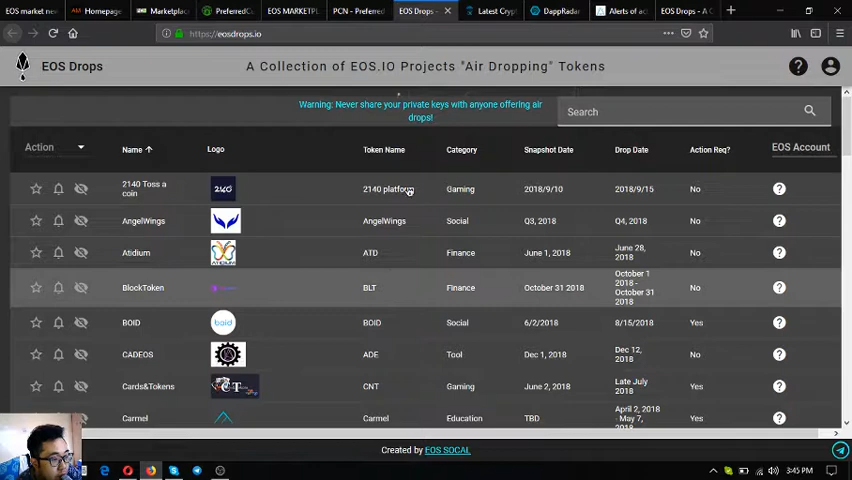 EOS market new
Homepage
Marketplac
PreferredC
EOS MARKETPL
PCN - Preferred
EOS Drops -
Latest Crypt
DappRadar
Alerts of ac
EOS Drops - A C
https://eosdrops.io
EOS Drops
A Collection of EOS.IO Projects "Air Dropping" Tokens
Warning: Never share your private keys with anyone offering air
drops!
Search
Action
Name
Logo
Token Name
Category
Snapshot Date
Drop Date
Action Req?
EOS Account
2140 Toss a
coin
2140
2140 platform
Gaming
2018/9/10
2018/9/15
No
AngelWings
AngelWings
Social
Q3, 2018
Q4, 2018
No
Atidium
ATIDIUM
ATD
Finance
June 1, 2018
June 28,
2018
No
BlockToken
BLT
Finance
October 31 2018
October 1
2018 -
October 31
2018
No
BOID
boid
BOID
Social
6/2/2018
8/15/2018
Yes
CADEOS
ADE
Tool
Dec 1, 2018
Dec 12,
2018
No
Cards&Tokens
CT
CNT
Gaming
June 2, 2018
Late July
2018
Yes
Carmel
Carmel
Education
TBD
April 2, 2018
- May 7,
Yes
Created by EOS SOCAL
3:45 PM